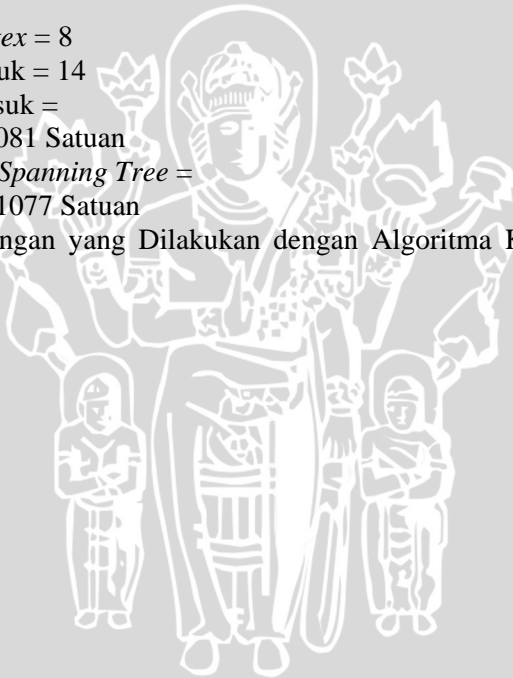 ex = 8
uk = 14
suk =
081 Satuan
Spanning Tree =
1077 Satuan
ngan yang Dilakukan dengan Algoritma K